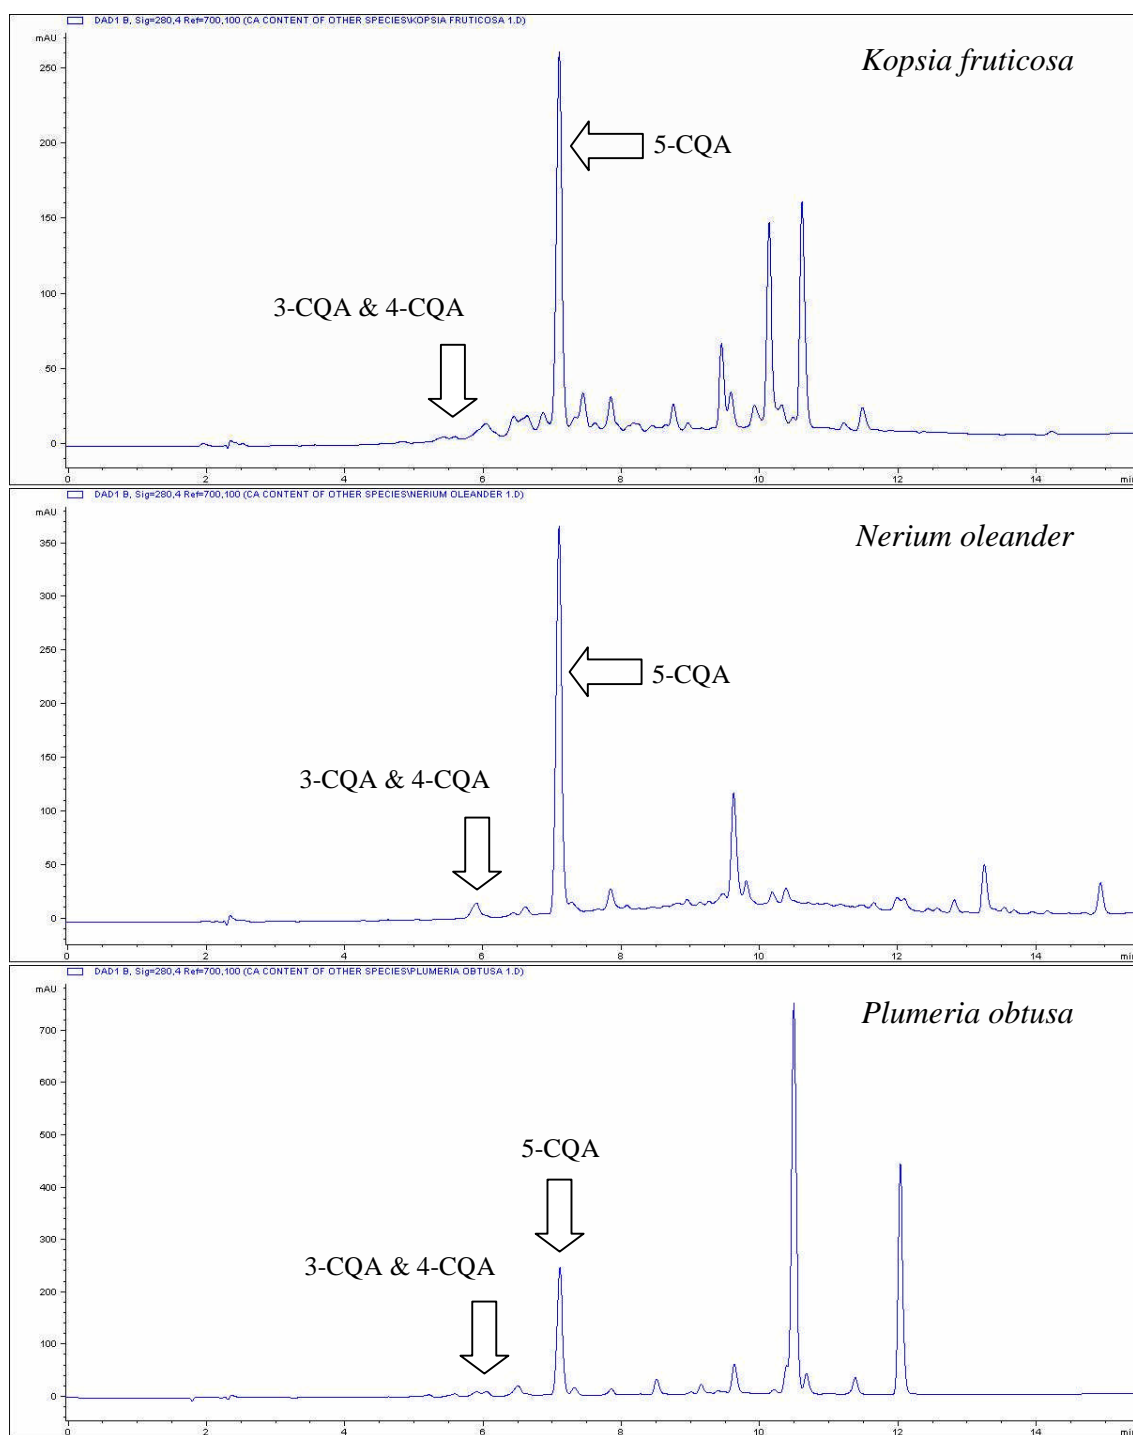 DAD1 B, Sig=280,4 Ref=700,100 (CA CONTENT OF OTHER SPECIES\KOPSIA FRUTICOSA 1.D)
mAU
Kopsia fruticosa
250
200
5-CQA
150
100
3-CQA & 4-CQA
50
0
0 2 4 6 8 10 12 14 min
DAD1 B, Sig=280,4 Ref=700,100 (CA CONTENT OF OTHER SPECIES\NERIUM OLEANDER 1.D)
mAU
Nerium oleander
350
300
250
5-CQA
200
150
3-CQA & 4-CQA
100
50
0
0 2 4 6 8 10 12 14 min
DAD1 B, Sig=280,4 Ref=700,100 (CA CONTENT OF OTHER SPECIES\PLUMERIA OBTUSA 1.D)
mAU
Plumeria obtusa
700
600
500
5-CQA
400
300
3-CQA & 4-CQA
200
100
0
0 2 4 6 8 10 12 14 min